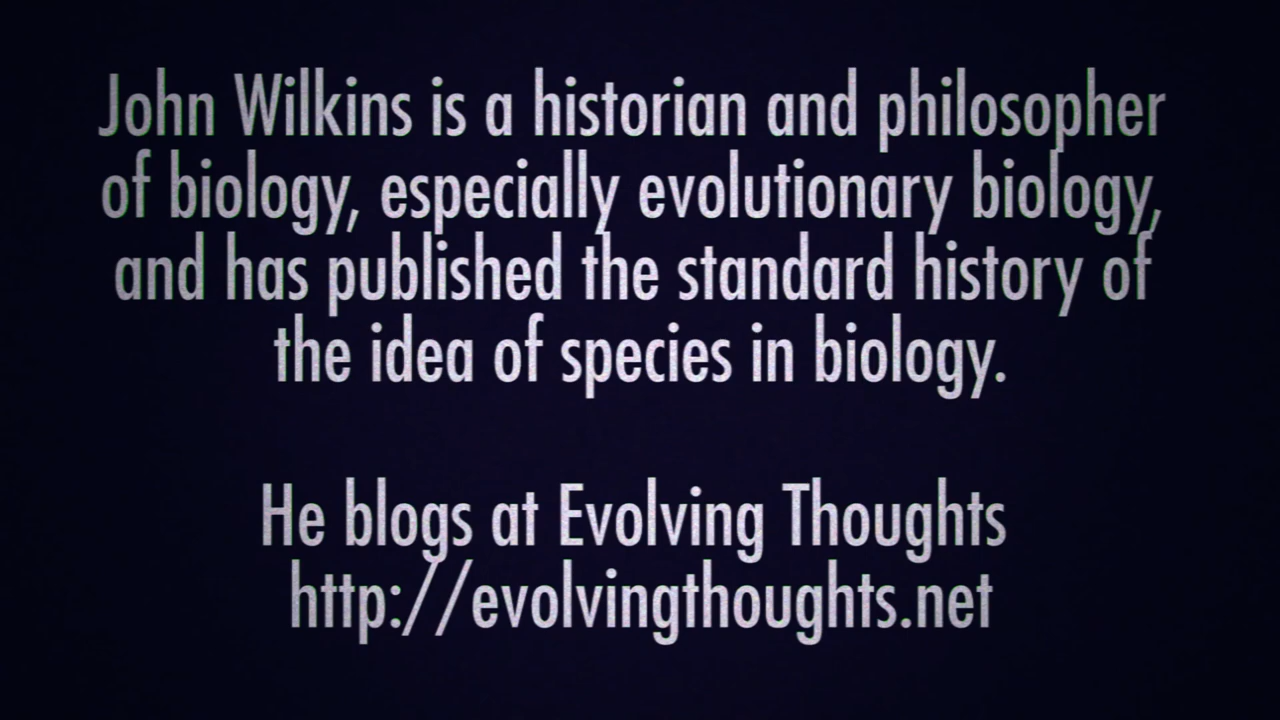 John Wilkins is a historian and philosopher
of biology, especially evolutionary biology,
and has published the standard history of
the idea of species in biology.
He blogs at Evolving Thoughts
http://evolvingthoughts.net